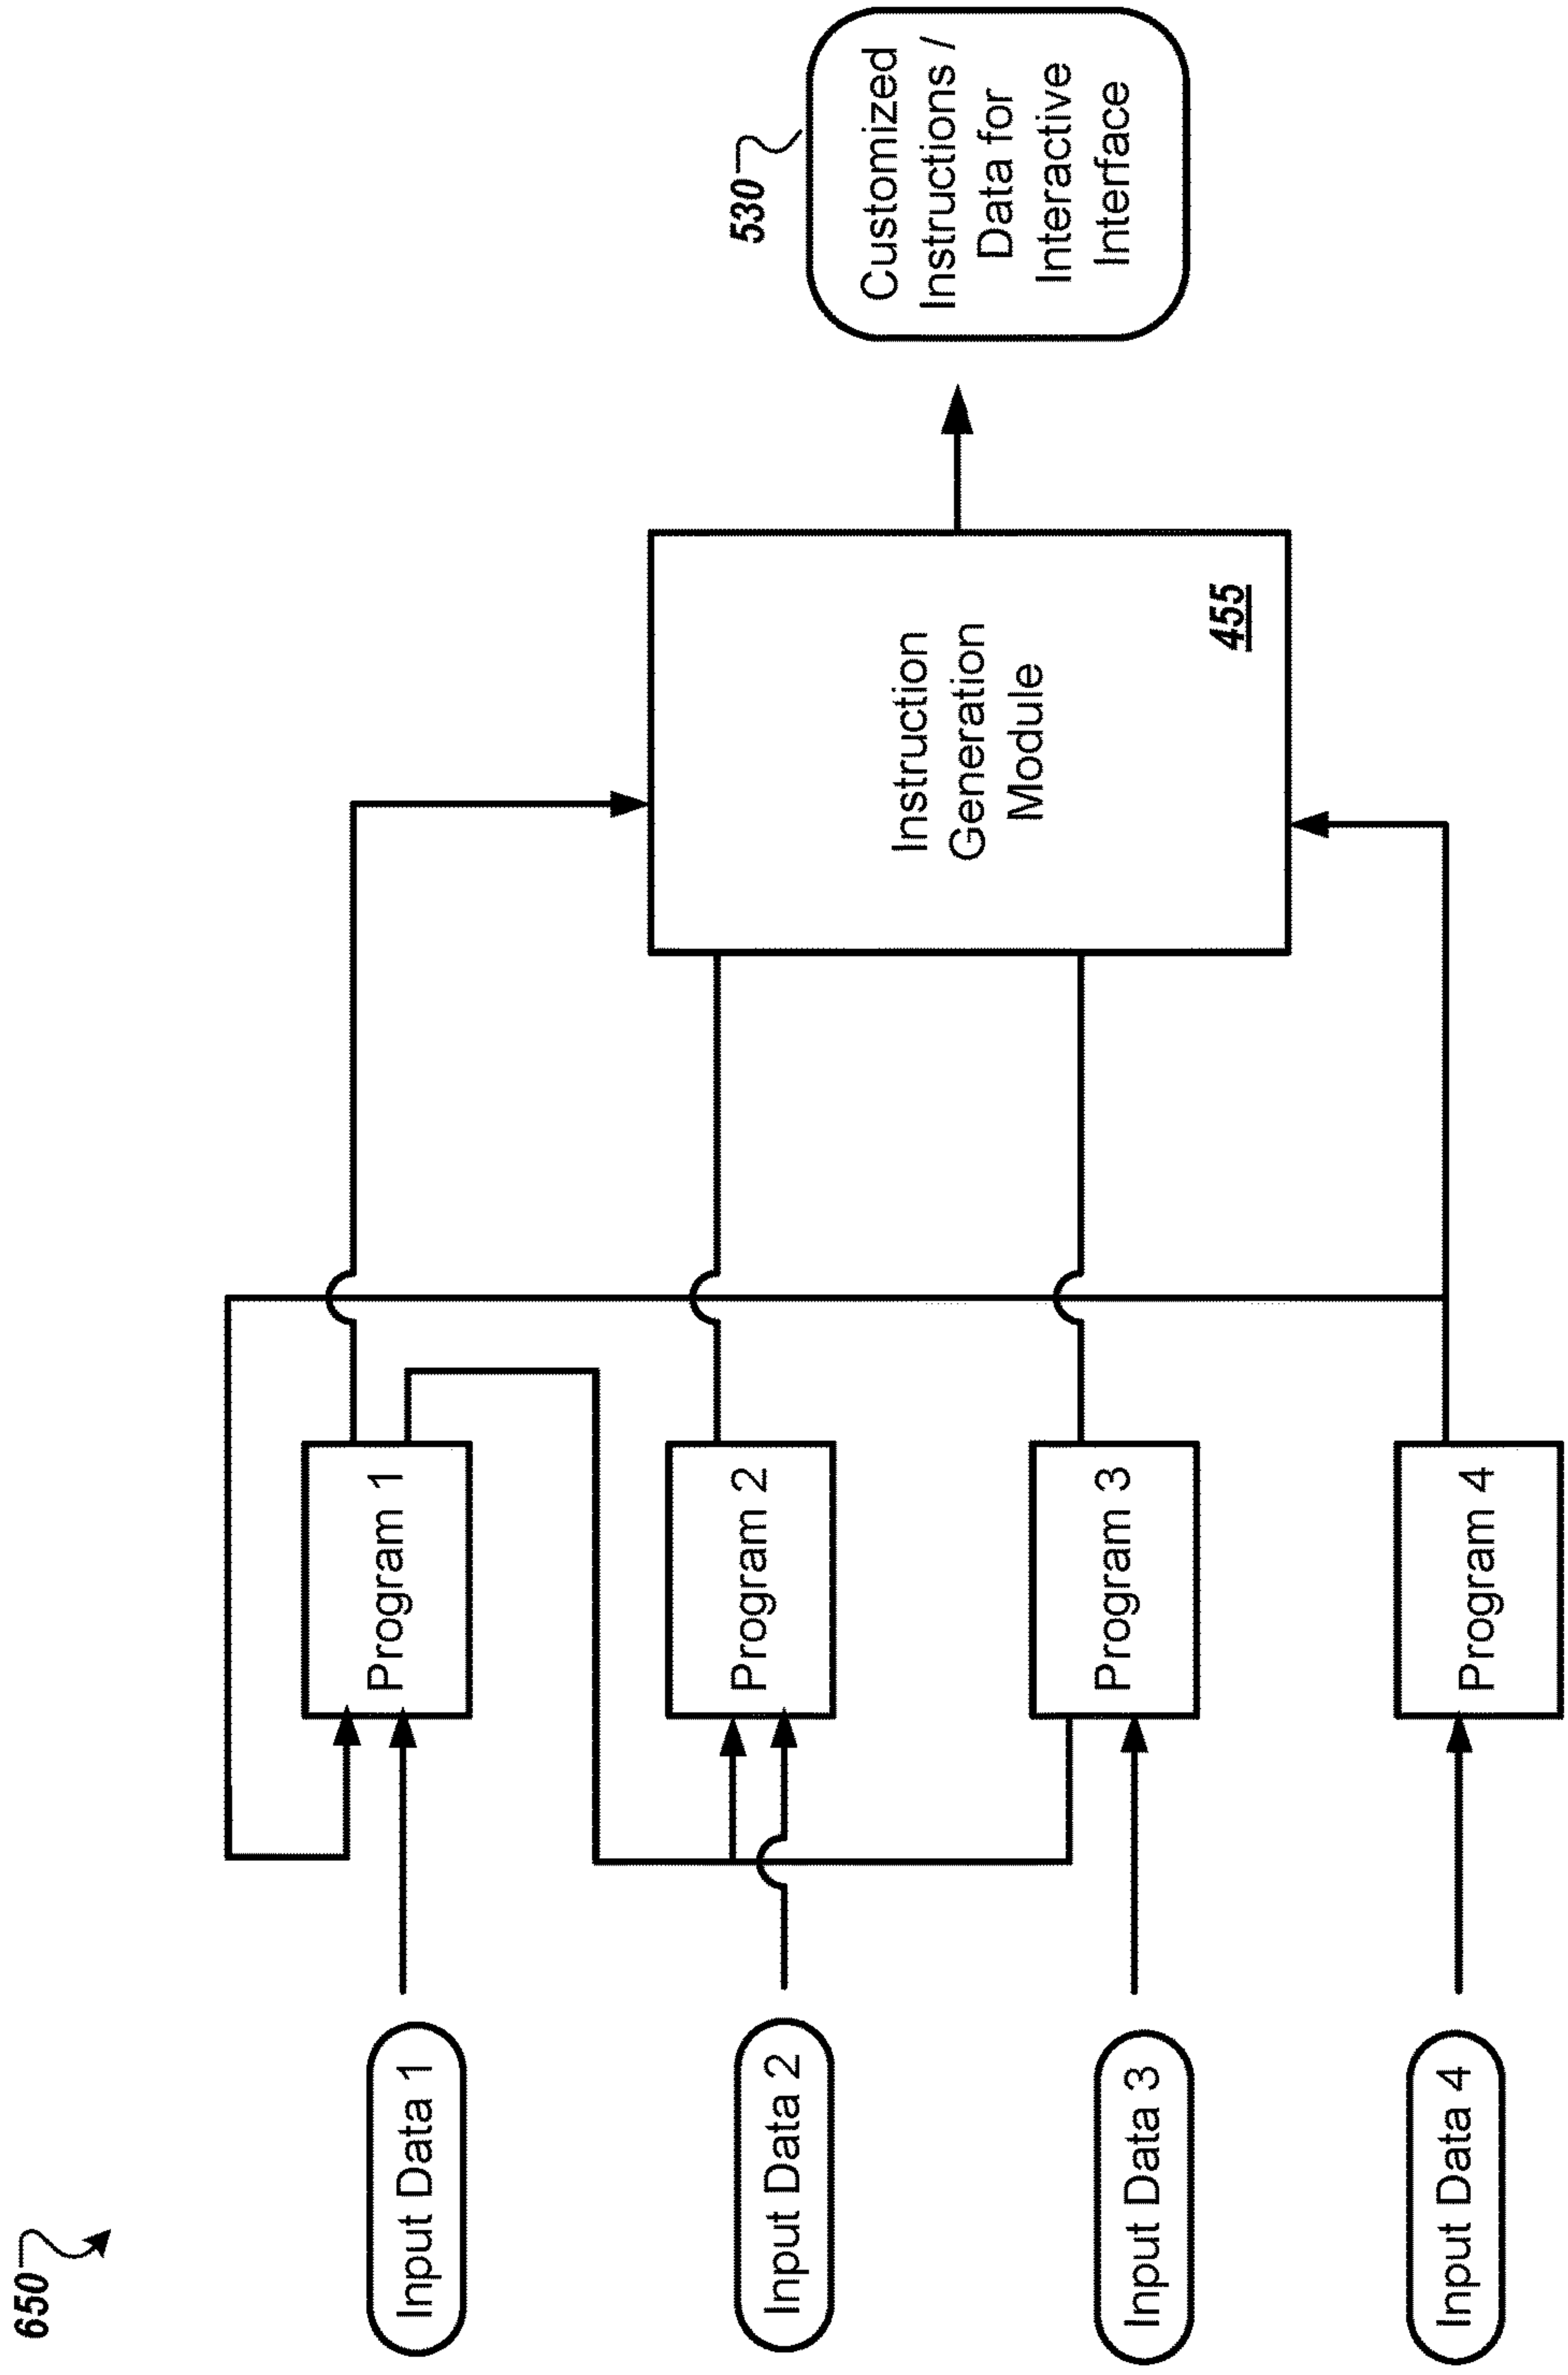 650
Input Data 1
Input Data 2
Input Data 3
Input Data 4
Program 1
Program 2
Program 3
Program 4
Instruction
Generation
Module
455
530
Customized
Instructions /
Data for
Interactive
Interface